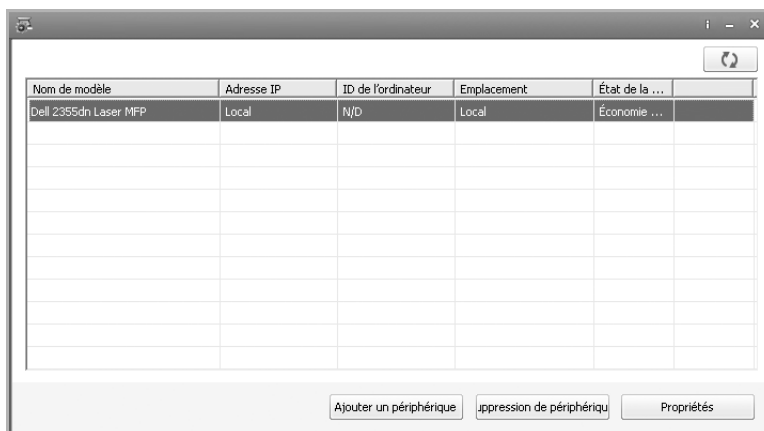 Nom de modèle Adresse IP ID de l'ordinateur Emplacement État de la ...
Dell 2355dn Laser MFP Local N/D Local Économie ...
Ajouter un périphérique uppression de périphériqu Propriétés